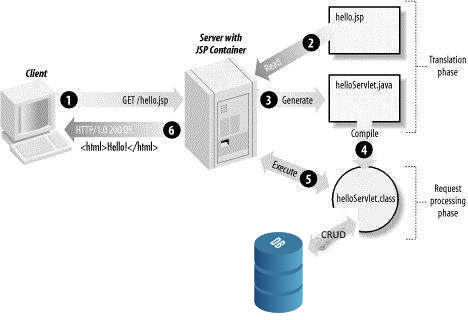 hello.jsp
Server with
JSP Container
2
Read
Translation
phase
Client
1
GET /hello.jsp
3
Generate
helloServlet.java
6
HTTP/1.0 200 OK
<html>Hello!</html>
Compile
4
Execute
5
helloServlet.class
Request
processing
phase
CRUD
DB